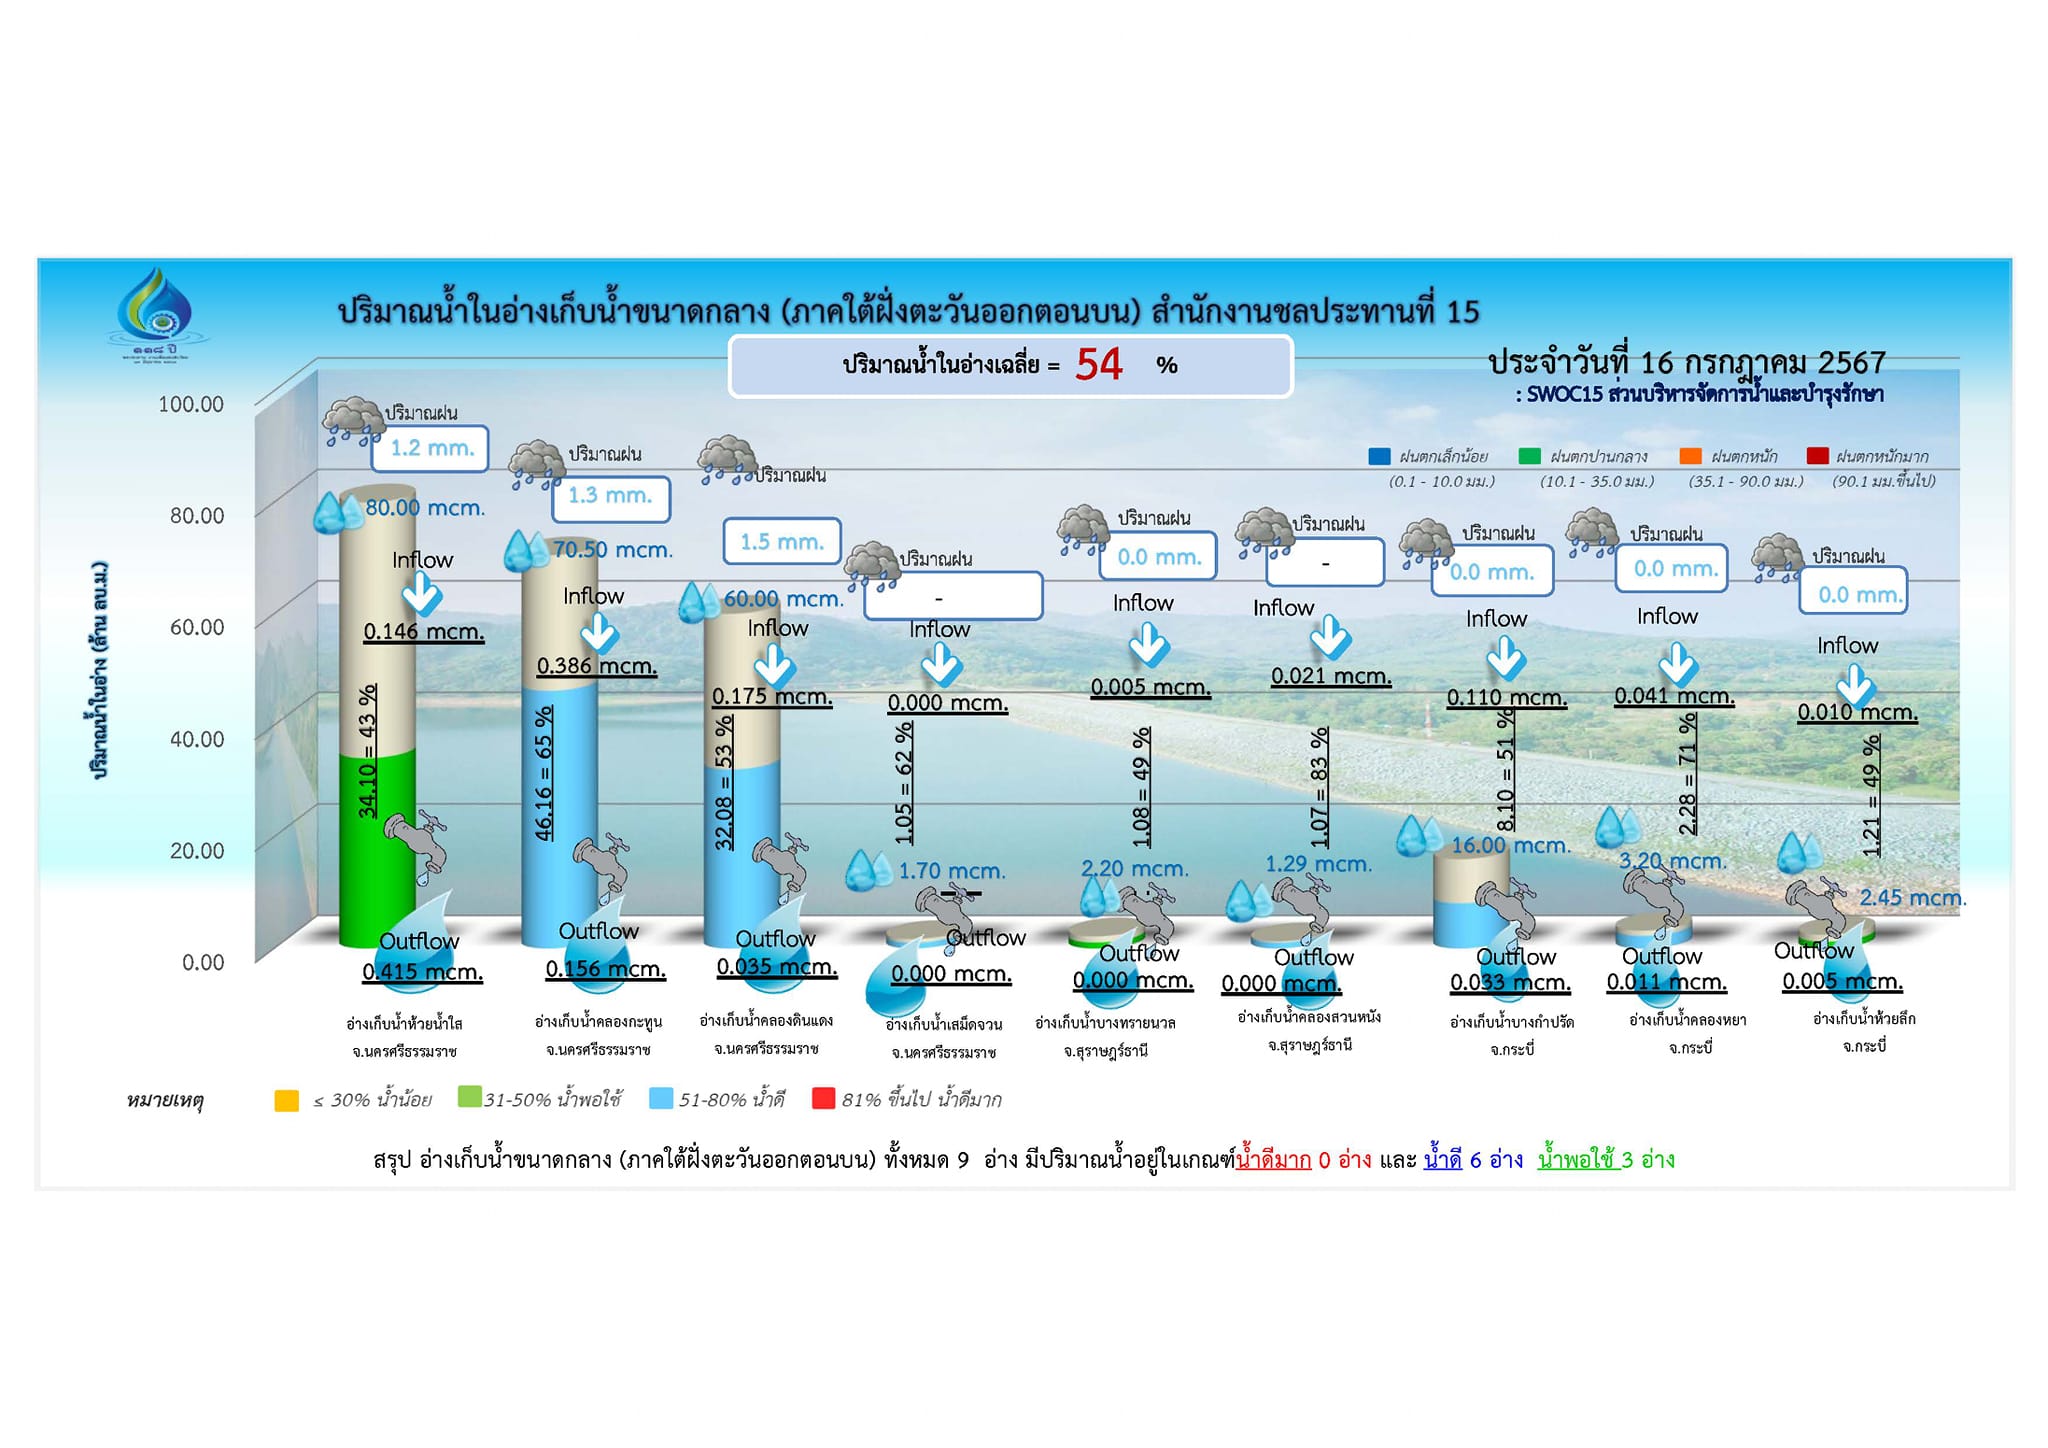 ปริมาณน้ำในอ่างเก็บน้ำขนาดกลาง (ภาคใต้ฝั่งตะวันออกตอนบน) สำนักงานชลประทานที่ 15
๑๑๘ ปี
ปริมาณน้ำในอ่างเฉลี่ย = 54 %
ประจำวันที่ 16 กรกฎาคม 2567
: SWOC15 ส่วนบริหารจัดการน้ำและบำรุงรักษา
ฝนตกเล็กน้อย ฝนตกปานกลาง ฝนตกหนัก ฝนตกหนักมาก
(0.1 - 10.0 มม.) (10.1 - 35.0 มม.) (35.1 - 90.0 มม.) (90.1 มม.ขึ้นไป)
ปริมาณน้ำในอ่าง (ล้าน ลบ.ม.)
100.00
80.00
60.00
40.00
20.00
0.00
ปริมาณฝน
1.2 mm.
80.00 mcm.
Inflow
0.146 mcm.
34.10 = 43 %
Outflow
0.415 mcm.
อ่างเก็บน้ำห้วยน้ำใส
จ.นครศรีธรรมราช
ปริมาณฝน
1.3 mm.
70.50 mcm.
Inflow
0.386 mcm.
46.16 = 65 %
Outflow
0.156 mcm.
อ่างเก็บน้ำคลองกะทูน
จ.นครศรีธรรมราช
ปริมาณฝน
1.5 mm.
60.00 mcm.
Inflow
0.175 mcm.
32.08 = 53 %
Outflow
0.035 mcm.
อ่างเก็บน้ำคลองดินแดง
จ.นครศรีธรรมราช
ปริมาณฝน
-
Inflow
0.000 mcm.
1.05 = 62 %
1.70 mcm.
Outflow
0.000 mcm.
อ่างเก็บน้ำเสม็ดจวน
จ.นครศรีธรรมราช
ปริมาณฝน
0.0 mm.
Inflow
0.005 mcm.
1.08 = 49 %
2.20 mcm.
Outflow
0.000 mcm.
อ่างเก็บน้ำบางทรายนวล
จ.สุราษฎร์ธานี
ปริมาณฝน
-
Inflow
0.021 mcm.
1.07 = 83 %
1.29 mcm.
Outflow
0.000 mcm.
อ่างเก็บน้ำคลองสวนหนัง
จ.สุราษฎร์ธานี
ปริมาณฝน
0.0 mm.
Inflow
0.110 mcm.
8.10 = 51 %
16.00 mcm.
Outflow
0.033 mcm.
อ่างเก็บน้ำบางกำปรัด
จ.กระบี่
ปริมาณฝน
0.0 mm.
Inflow
0.041 mcm.
2.28 = 71 %
3.20 mcm.
Outflow
0.011 mcm.
อ่างเก็บน้ำคลองหยา
จ.กระบี่
ปริมาณฝน
0.0 mm.
Inflow
0.010 mcm.
1.21 = 49 %
2.45 mcm.
Outflow
0.005 mcm.
อ่างเก็บน้ำห้วยลึก
จ.กระบี่
หมายเหตุ ≤ 30% น้ำน้อย 31-50% น้ำพอใช้ 51-80% น้ำดี 81% ขึ้นไป น้ำดีมาก
สรุป อ่างเก็บน้ำขนาดกลาง (ภาคใต้ฝั่งตะวันออกตอนบน) ทั้งหมด 9 อ่าง มีปริมาณน้ำอยู่ในเกณฑ์น้ำดีมาก 0 อ่าง และ น้ำดี 6 อ่าง น้ำพอใช้ 3 อ่าง